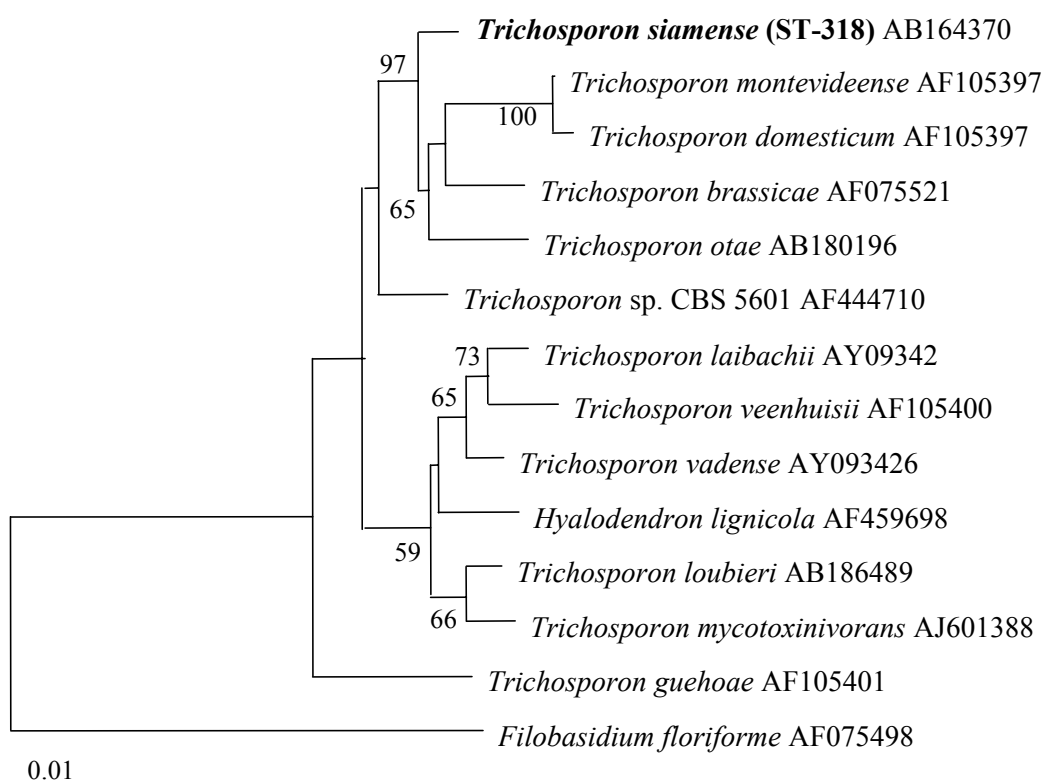 Trichosporon siamense (ST-318) AB164370
97
Trichosporon montevideense AF105397
100
Trichosporon domesticum AF105397
Trichosporon brassicae AF075521
65
Trichosporon otae AB180196
Trichosporon sp. CBS 5601 AF444710
73
Trichosporon laibachii AY09342
65
Trichosporon veenhuisii AF105400
Trichosporon vadense AY093426
Hyalodendron lignicola AF459698
59
Trichosporon loubieri AB186489
66
Trichosporon mycotoxinivorans AJ601388
Trichosporon guehoae AF105401
Filobasidium floriforme AF075498
0.01